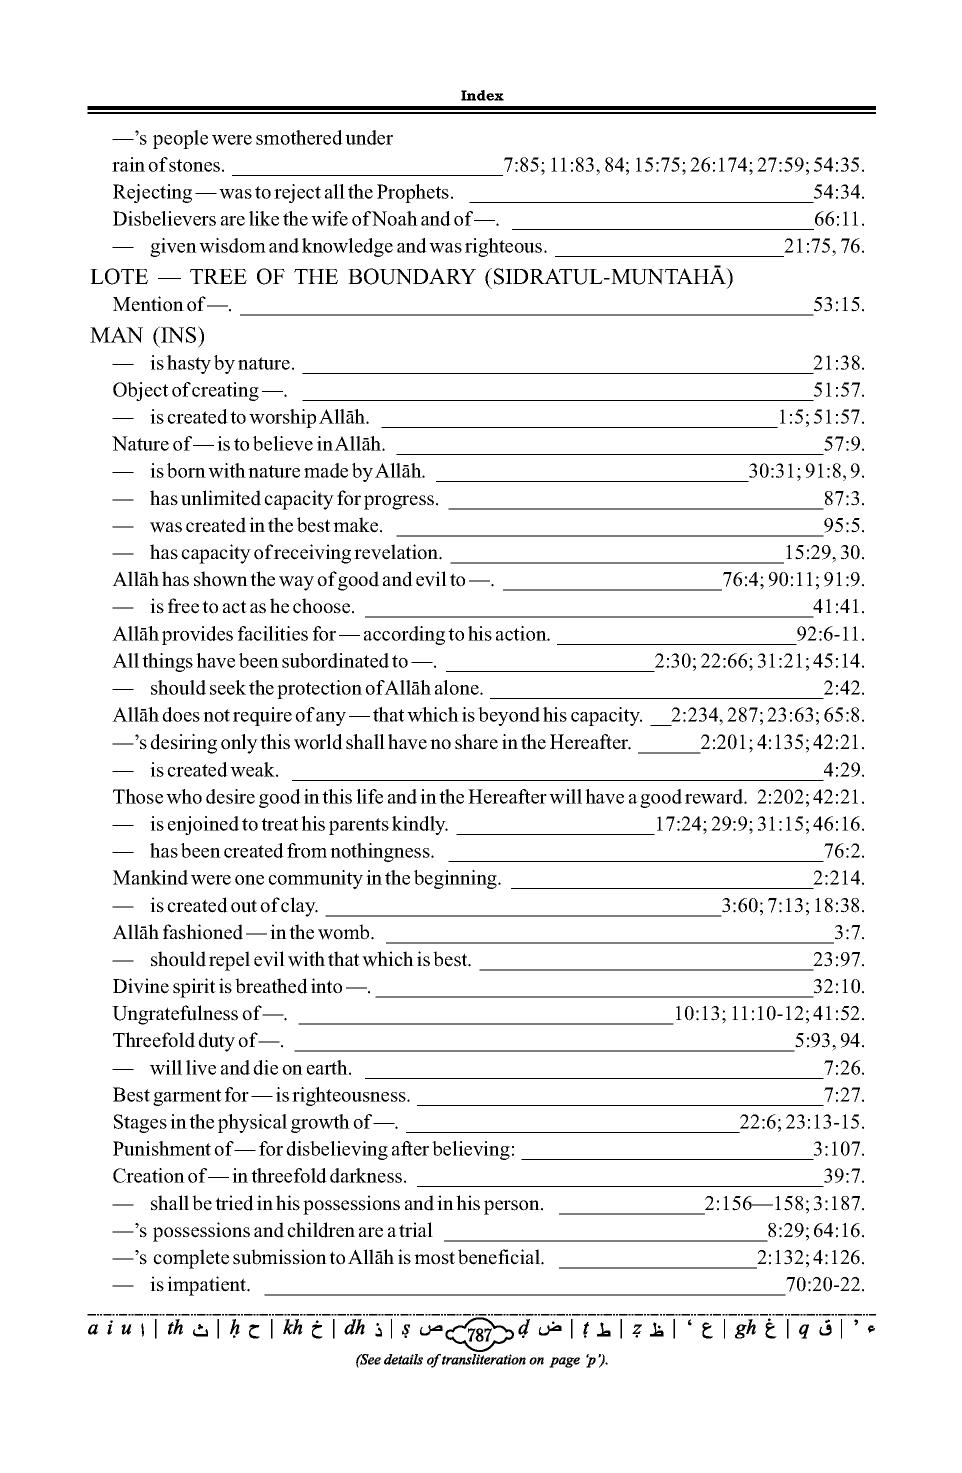 Index
—’s people were smothered under
rain of stones. 7:85; 11:83, 84; 15:75; 26:174; 27:59; 54:35.
Rejecting — was to reject all the Prophets. 54:34.
Disbelievers are like the wife of Noah and of —. 66:11.
— given wisdom and knowledge and was righteous. 21:75, 76.
LOTE — TREE OF THE BOUNDARY (SIDRATUL-MUNTAHĀ)
Mention of —. 53:15.
MAN (INS)
— is hasty by nature. 21:38.
Object of creating —. 51:57.
— is created to worship Allāh. 1:5; 51:57.
Nature of — is to believe in Allāh. 57:9.
— is born with nature made by Allāh. 30:31; 91:8, 9.
— has unlimited capacity for progress. 87:3.
— was created in the best make. 95:5.
— has capacity of receiving revelation. 15:29, 30.
Allāh has shown the way of good and evil to —. 76:4; 90:11; 91:9.
— is free to act as he choose. 41:41.
Allāh provides facilities for — according to his action. 92:6-11.
All things have been subordinated to —. 2:30; 22:66; 31:21; 45:14.
— should seek the protection of Allāh alone. 2:42.
Allāh does not require of any — that which is beyond his capacity. 2:234, 287; 23:63; 65:8.
—’s desiring only this world shall have no share in the Hereafter. 2:201; 4:135; 42:21.
— is created weak. 4:29.
Those who desire good in this life and in the Hereafter will have a good reward. 2:202; 42:21.
— is enjoined to treat his parents kindly. 17:24; 29:9; 31:15; 46:16.
— has been created from nothingness. 76:2.
Mankind were one community in the beginning. 2:214.
— is created out of clay. 3:60; 7:13; 18:38.
Allāh fashioned — in the womb. 3:7.
— should repel evil with that which is best. 23:97.
Divine spirit is breathed into —. 32:10.
Ungratefulness of —. 10:13; 11:10-12; 41:52.
Threefold duty of —. 5:93, 94.
— will live and die on earth. 7:26.
Best garment for — is righteousness. 7:27.
Stages in the physical growth of —. 22:6; 23:13-15.
Punishment of — for disbelieving after believing: 3:107.
Creation of — in threefold darkness. 39:7.
— shall be tried in his possessions and in his person. 2:156—158; 3:187.
—’s possessions and children are a trial 8:29; 64:16.
—’s complete submission to Allāh is most beneficial. 2:132; 4:126.
— is impatient. 70:20-22.
a i u ا | th ث | ḥ ح | kh خ | dh ذ | ṣ ص 787 ḍ ض | ṭ ط | ẓ ظ | ‘ ع | gh غ | q ق | ’ ء
(See details of transliteration on page ‘p’).